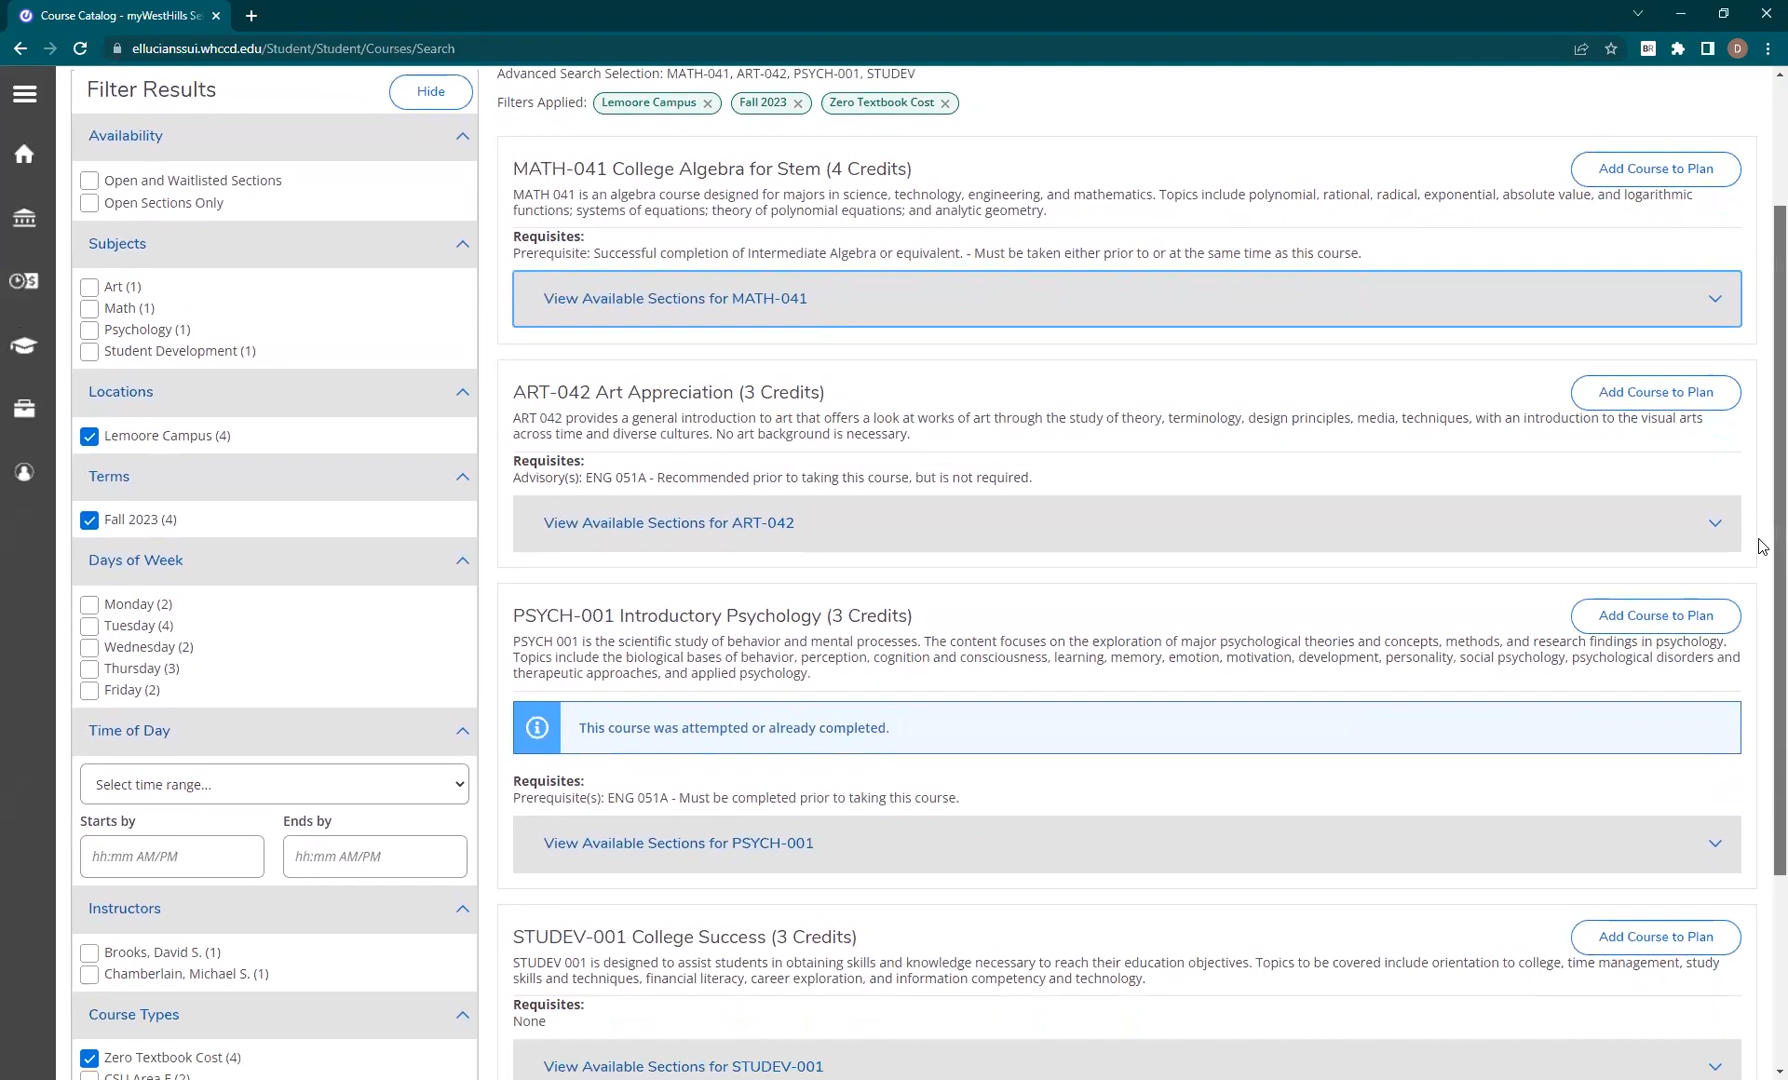 Course Catalog - myWestHills Se
ellucianssui.whccd.edu/Student/Student/Courses/Search
BR
D
Filter Results
Hide
Availability
Open and Waitlisted Sections
Open Sections Only
Subjects
Art (1)
Math (1)
Psychology (1)
Student Development (1)
Locations
Lemoore Campus (4)
Terms
Fall 2023 (4)
Days of Week
Monday (2)
Tuesday (4)
Wednesday (2)
Thursday (3)
Friday (2)
Time of Day
Select time range...
Starts by
Ends by
hh:mm AM/PM
hh:mm AM/PM
Instructors
Brooks, David S. (1)
Chamberlain, Michael S. (1)
Course Types
Zero Textbook Cost (4)
CSU Area E (2)
Advanced Search Selection: MATH-041, ART-042, PSYCH-001, STUDEV
Filters Applied: Lemoore Campus Fall 2023 Zero Textbook Cost
MATH-041 College Algebra for Stem (4 Credits)
Add Course to Plan
MATH 041 is an algebra course designed for majors in science, technology, engineering, and mathematics. Topics include polynomial, rational, radical, exponential, absolute value, and logarithmic
functions; systems of equations; theory of polynomial equations; and analytic geometry.
Requisites:
Prerequisite: Successful completion of Intermediate Algebra or equivalent. - Must be taken either prior to or at the same time as this course.
View Available Sections for MATH-041
ART-042 Art Appreciation (3 Credits)
Add Course to Plan
ART 042 provides a general introduction to art that offers a look at works of art through the study of theory, terminology, design principles, media, techniques, with an introduction to the visual arts
across time and diverse cultures. No art background is necessary.
Requisites:
Advisory(s): ENG 051A - Recommended prior to taking this course, but is not required.
View Available Sections for ART-042
PSYCH-001 Introductory Psychology (3 Credits)
Add Course to Plan
PSYCH 001 is the scientific study of behavior and mental processes. The content focuses on the exploration of major psychological theories and concepts, methods, and research findings in psychology.
Topics include the biological bases of behavior, perception, cognition and consciousness, learning, memory, emotion, motivation, development, personality, social psychology, psychological disorders and
therapeutic approaches, and applied psychology.
This course was attempted or already completed.
Requisites:
Prerequisite(s): ENG 051A - Must be completed prior to taking this course.
View Available Sections for PSYCH-001
STUDEV-001 College Success (3 Credits)
Add Course to Plan
STUDEV 001 is designed to assist students in obtaining skills and knowledge necessary to reach their education objectives. Topics to be covered include orientation to college, time management, study
skills and techniques, financial literacy, career exploration, and information competency and technology.
Requisites:
None
View Available Sections for STUDEV-001